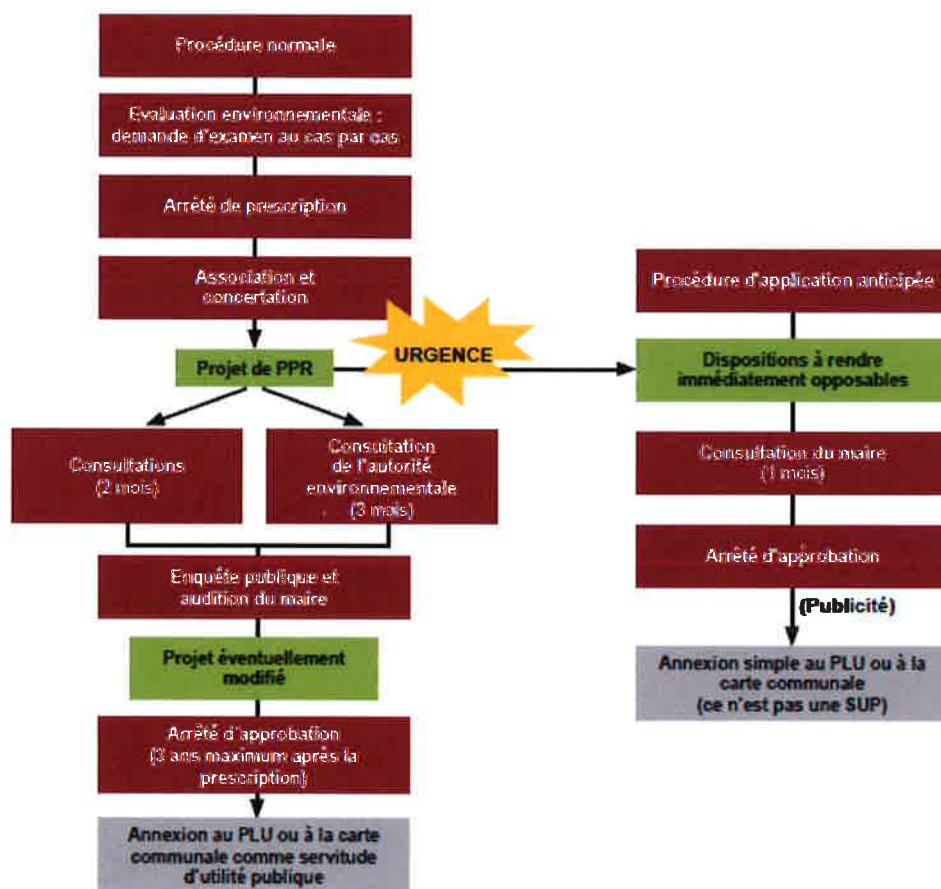 Procédure normale
Evaluation environnementale :
demande d'examen au cas par cas
Arrêté de prescription
Association et
concertation
Projet de PPR
URGENCE
Consultations
(2 mois)
Consultation
de l'autorité
environnementale
(3 mois)
Enquête publique et
audition du maire
Projet éventuellement
modifié
Arrêté d'approbation
(3 ans maximum après la
prescription)
Annexion au PLU ou à la carte
communale comme servitude
d'utilité publique
Procédure d'application anticipée
Dispositions à rendre
immédiatement opposables
Consultation du maire
(1 mois)
Arrêté d'approbation
(Publicité)
Annexion simple au PLU ou à la
carte communale
(ce n'est pas une SUP)